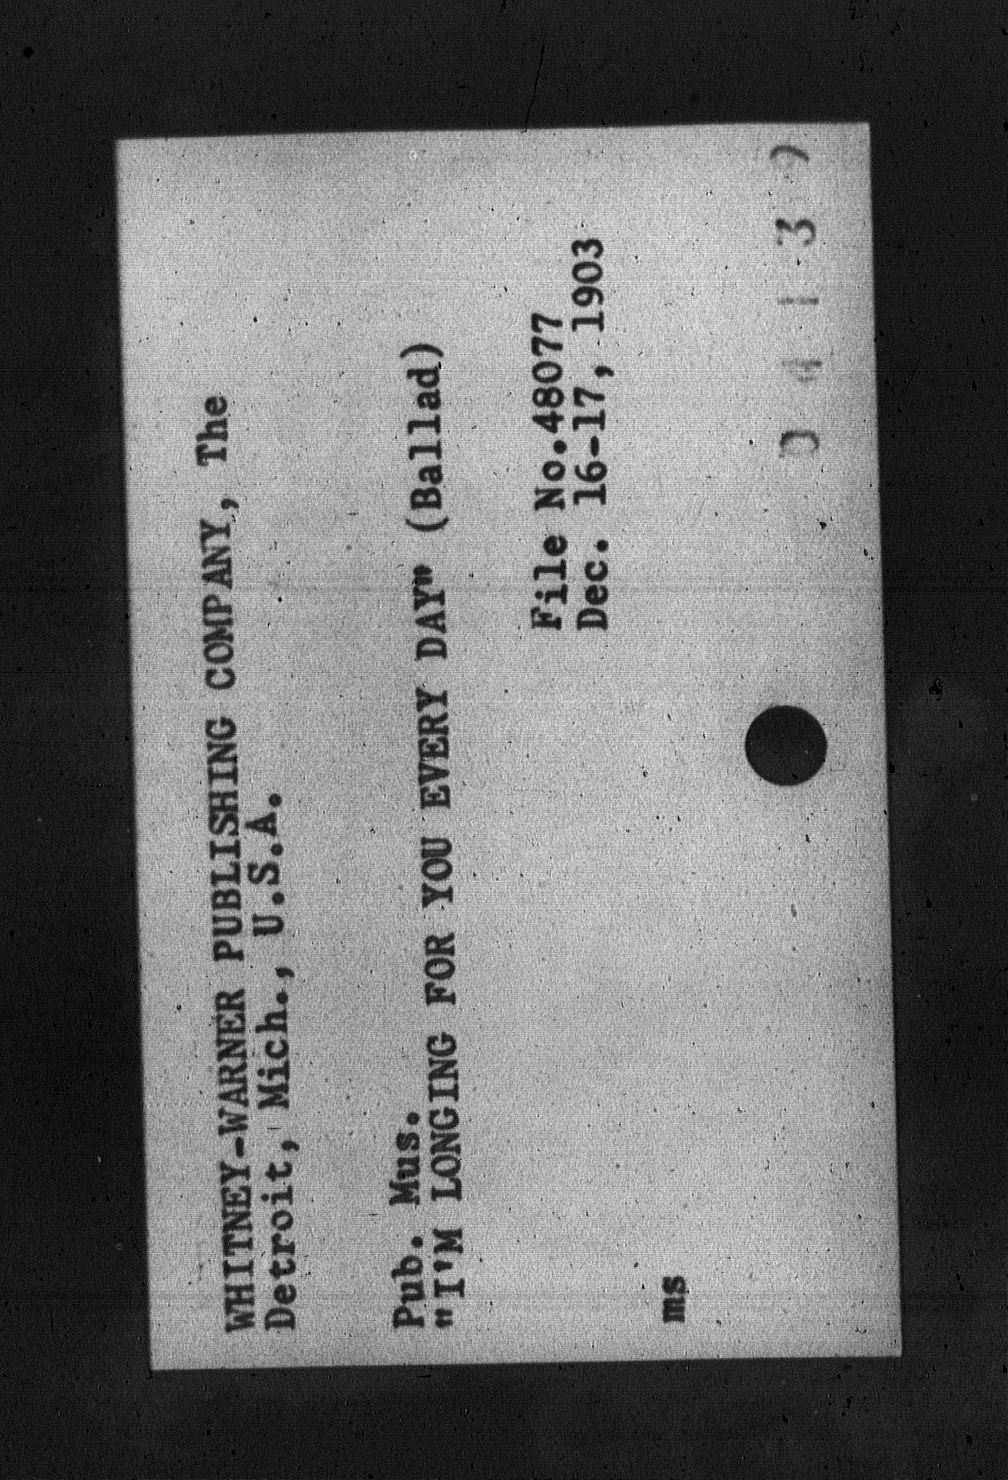 WHITNEY-WARNER PUBLISHING COMPANY, The
Detroit, Mich., U.S.A.
Pub. Mus.
"I'M LONGING FOR YOU EVERY DAY" (Ballad)
File No.48077
Dec. 16-17, 1903
ms